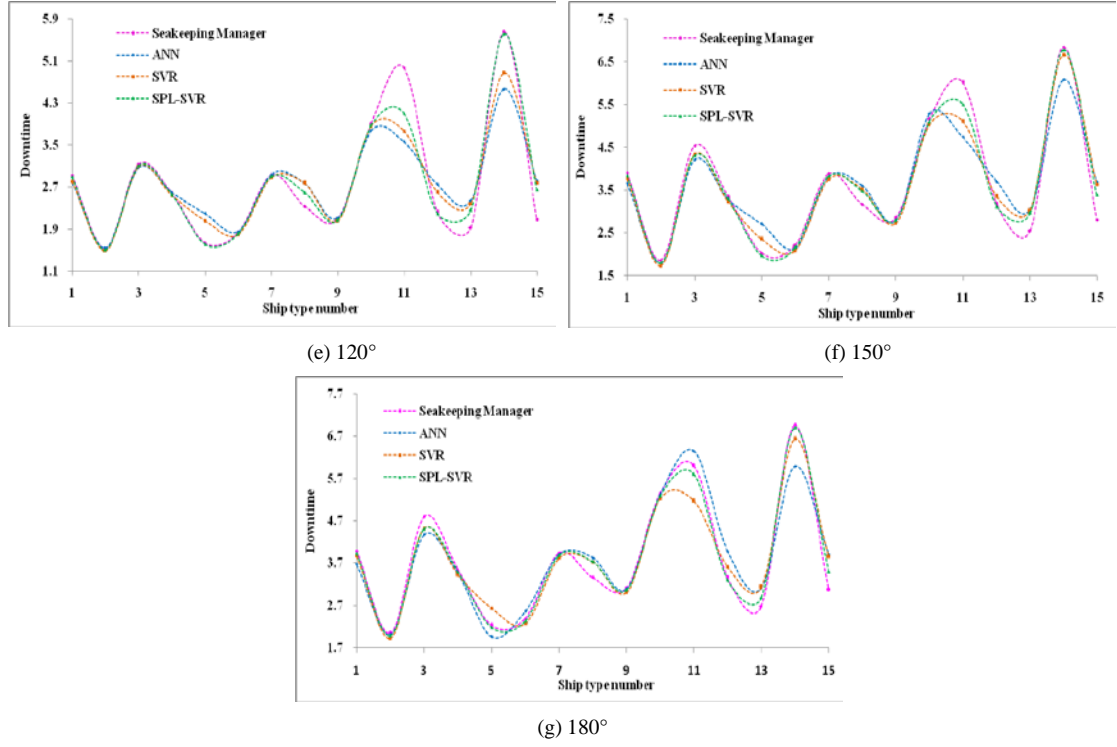 5.9
5.1
4.3
3.5
2.7
1.9
1.1
Downtime
Seakeeping Manager
ANN
SVR
SPL-SVR
1 3 5 7 9 11 13 15
Ship type number
(e) 120°
7.5
6.5
5.5
4.5
3.5
2.5
1.5
Downtime
Seakeeping Manager
ANN
SVR
SPL-SVR
1 3 5 7 9 11 13 15
Ship type number
(f) 150°
7.7
6.7
5.7
4.7
3.7
2.7
1.7
Downtime
Seakeeping Manager
ANN
SVR
SPL-SVR
1 3 5 7 9 11 13 15
Ship type number
(g) 180°